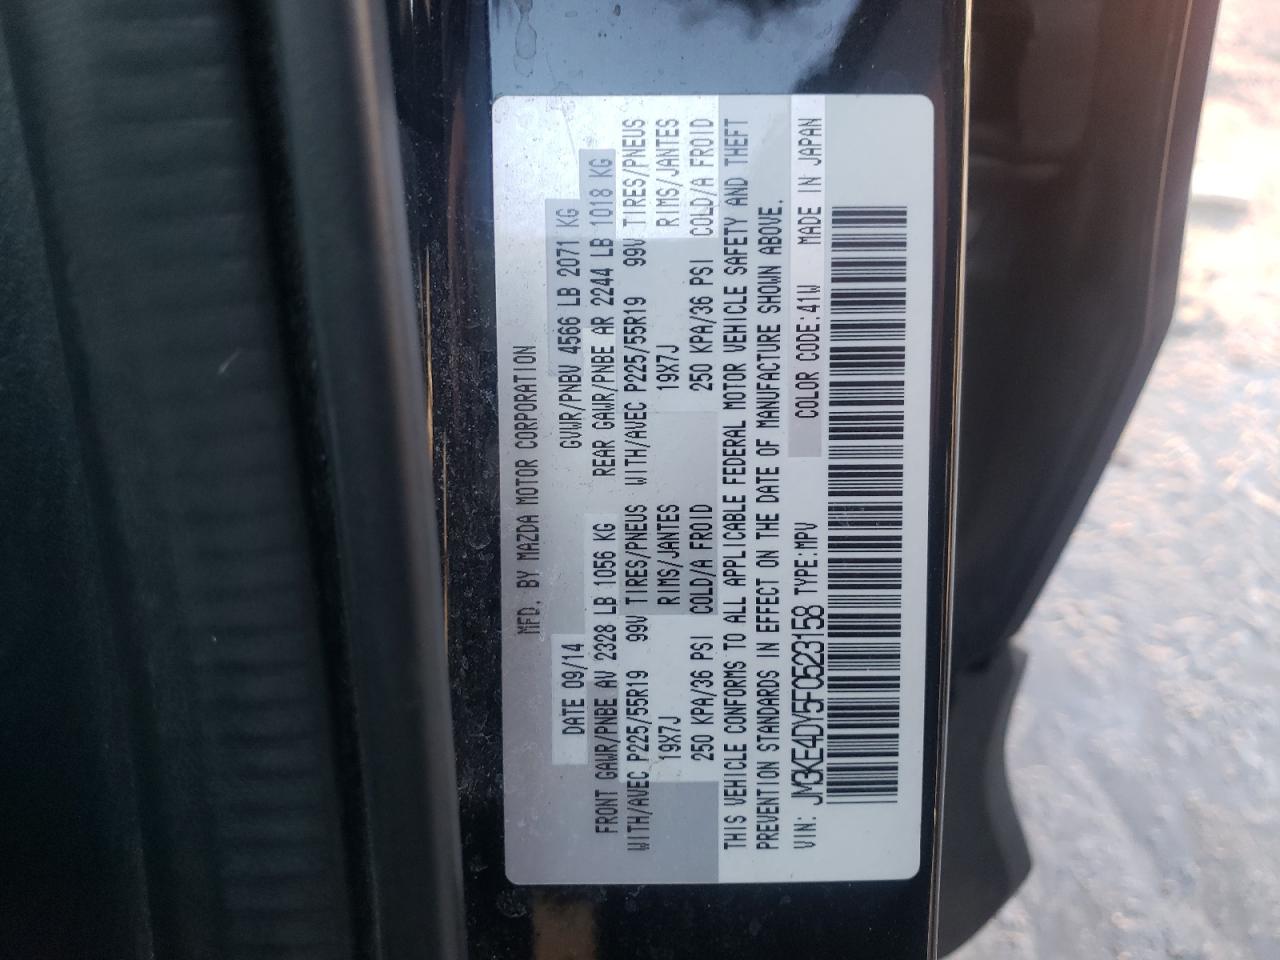 MFD. BY MAZDA MOTOR CORPORATION
DATE 09/14 GVWR/PNBV 4566 LB 2071 KG
FRONT GAWR/PNBE AV 2328 LB 1056 KG REAR GAWR/PNBE AR 2244 LB 1018 KG
WITH/AVEC P225/55R19 99V TIRES/PNEUS WITH/AVEC P225/55R19 99V TIRES/PNEUS
19X7J RIMS/JANTES 19X7J RIMS/JANTES
250 KPA/36 PSI COLD/A FROID 250 KPA/36 PSI COLD/A FROID
THIS VEHICLE CONFORMS TO ALL APPLICABLE FEDERAL MOTOR VEHICLE SAFETY AND THEFT
PREVENTION STANDARDS IN EFFECT ON THE DATE OF MANUFACTURE SHOWN ABOVE.
VIN: JM3KE4DY5F0523158 TYPE:MPV COLOR CODE:41W MADE IN JAPAN